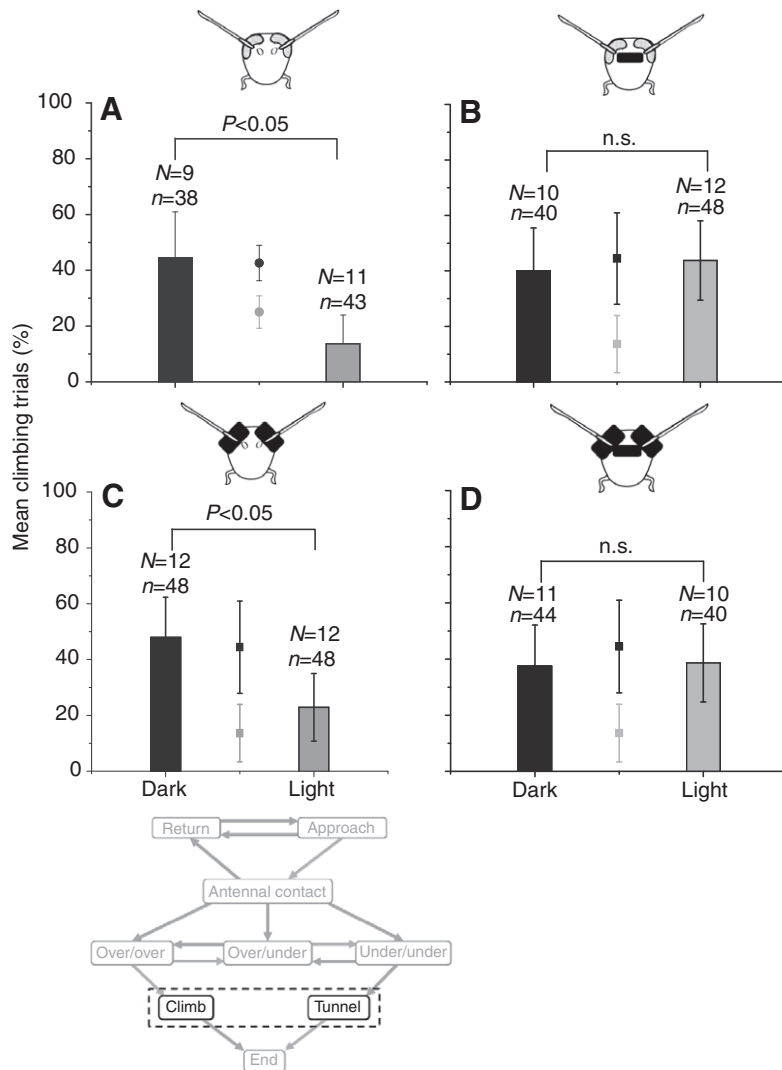 A
B
100
80
60
40
20
0
P<0.05
n.s.
N=9
n=38
N=11
n=43
N=10
n=40
N=12
n=48
Mean climbing trials (%)
C
D
100
80
60
40
20
0
P<0.05
n.s.
N=12
n=48
N=12
n=48
N=11
n=44
N=10
n=40
Dark
Light
Dark
Light
Return
Approach
Antennal contact
Over/over
Over/under
Under/under
Climb
Tunnel
End